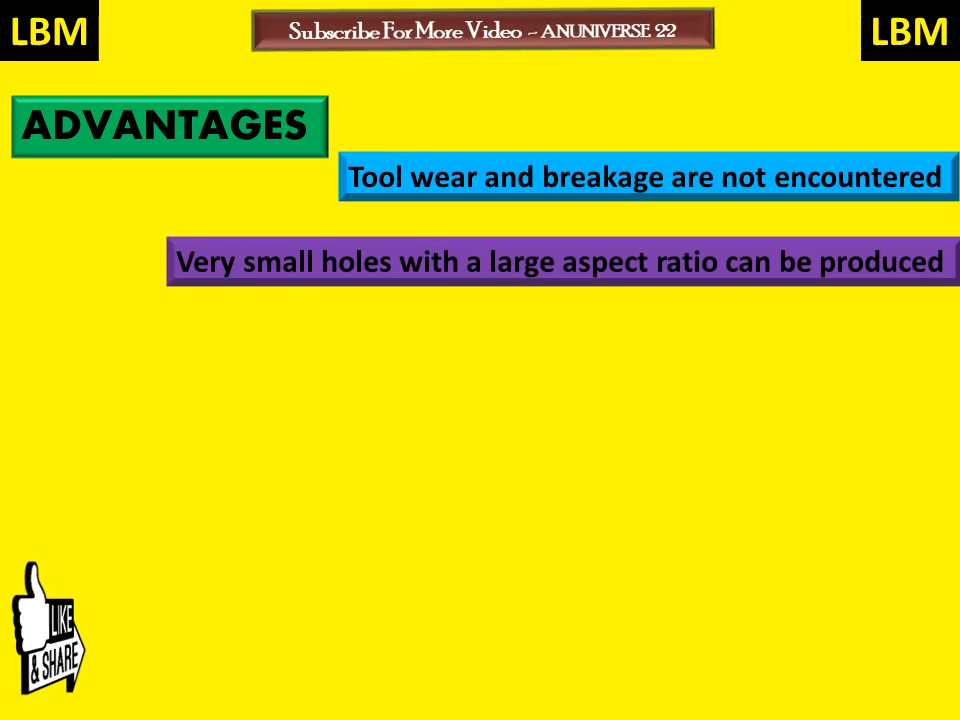 LBM
Subscribe For More Video - ANUNIVERSE 22
LBM
ADVANTAGES
Tool wear and breakage are not encountered
Very small holes with a large aspect ratio can be produced
LIKE
& SHARE